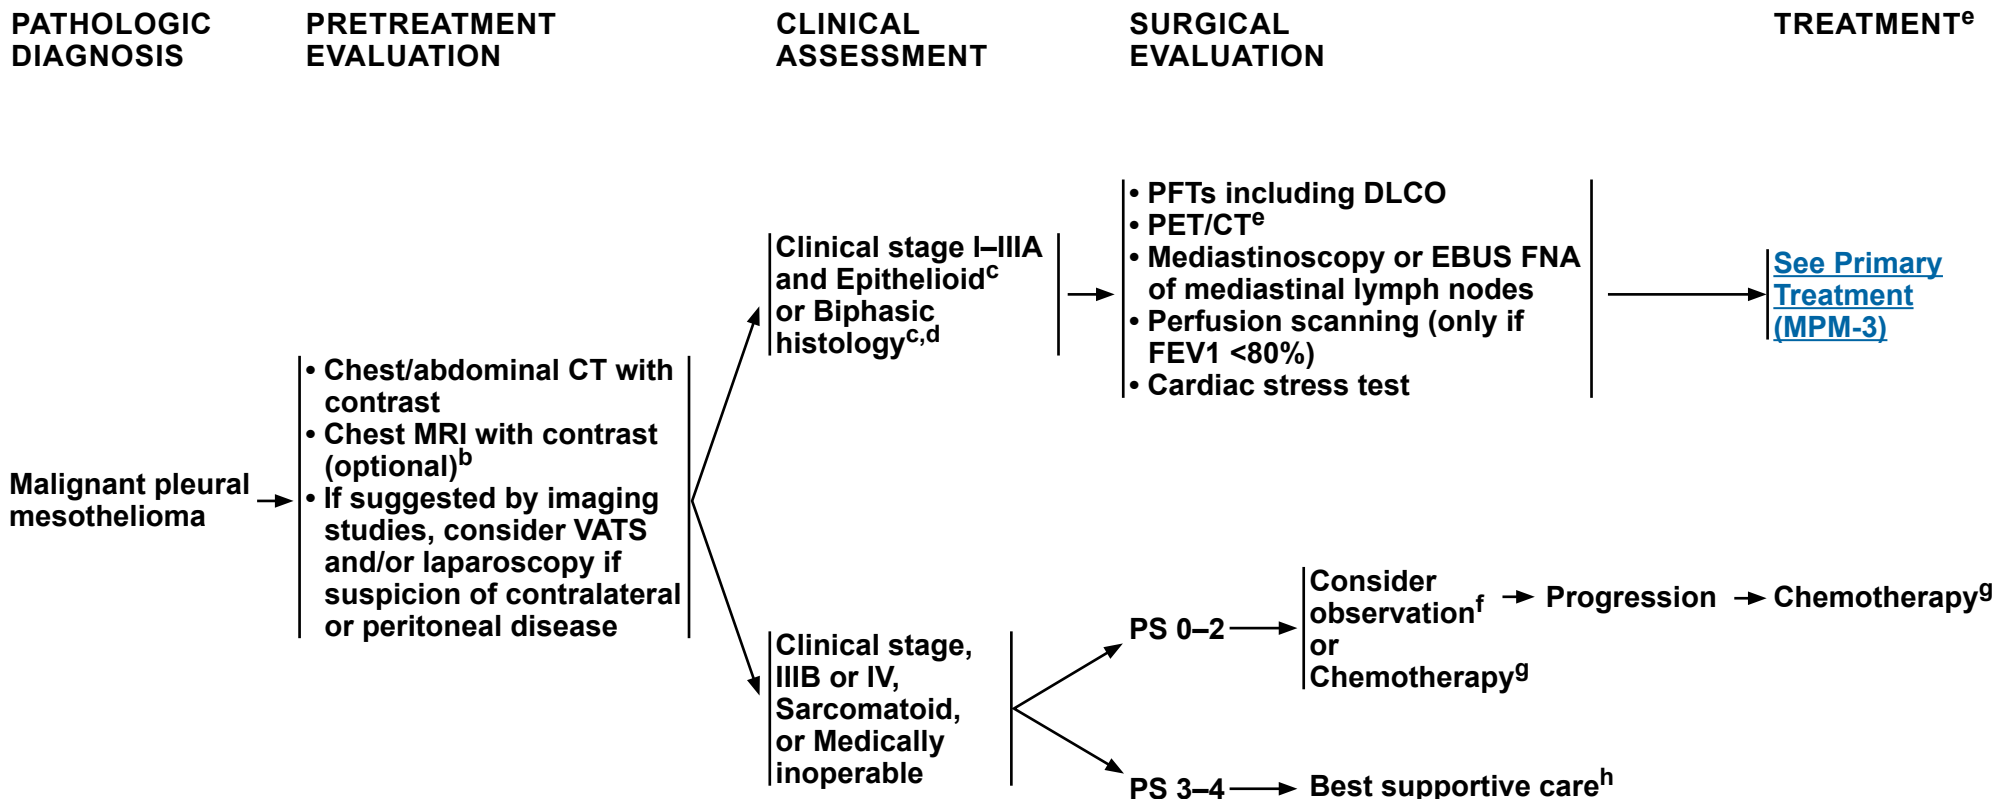 PATHOLOGIC
DIAGNOSIS
PRETREATMENT
EVALUATION
CLINICAL
ASSESSMENT
SURGICAL
EVALUATION
TREATMENTe
Malignant pleural
mesothelioma
• Chest/abdominal CT with
contrast
• Chest MRI with contrast
(optional)b
• If suggested by imaging
studies, consider VATS
and/or laparoscopy if
suspicion of contralateral
or peritoneal disease
Clinical stage I–IIIA
and Epithelioidc
or Biphasic
histologyc,d
• PFTs including DLCO
• PET/CTe
• Mediastinoscopy or EBUS FNA
of mediastinal lymph nodes
• Perfusion scanning (only if
FEV1 <80%)
• Cardiac stress test
See Primary
Treatment
(MPM-3)
Clinical stage,
IIIB or IV,
Sarcomatoid,
or Medically
inoperable
PS 0–2
Consider
observationf
or
Chemotherapyg
Progression
Chemotherapyg
PS 3–4
Best supportive careh